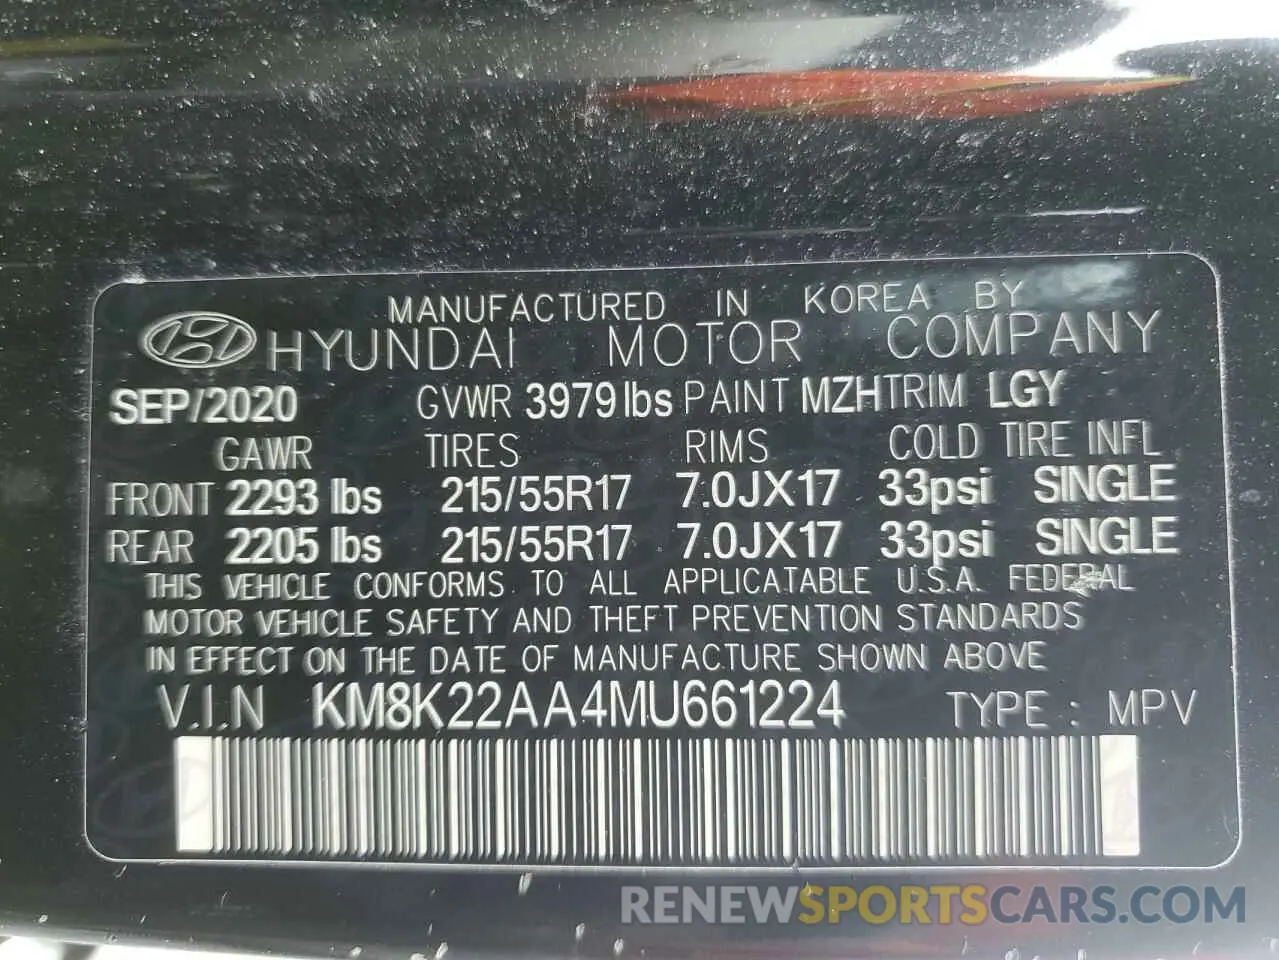 MANUFACTURED IN KOREA BY
HYUNDAI MOTOR COMPANY
SEP/2020 GVWR 3979 lbs PAINT MZH TRIM LGY
GAWR TIRES RIMS COLD TIRE INFL
FRONT 2293 lbs 215/55R17 7.0JX17 33psi SINGLE
REAR 2205 lbs 215/55R17 7.0JX17 33psi SINGLE
THIS VEHICLE CONFORMS TO ALL APPLICATABLE U.S.A. FEDERAL
MOTOR VEHICLE SAFETY AND THEFT PREVENTION STANDARDS
IN EFFECT ON THE DATE OF MANUFACTURE SHOWN ABOVE
V.I.N KM8K22AA4MU661224 TYPE : MPV
RENEWSPORTSCARS.COM